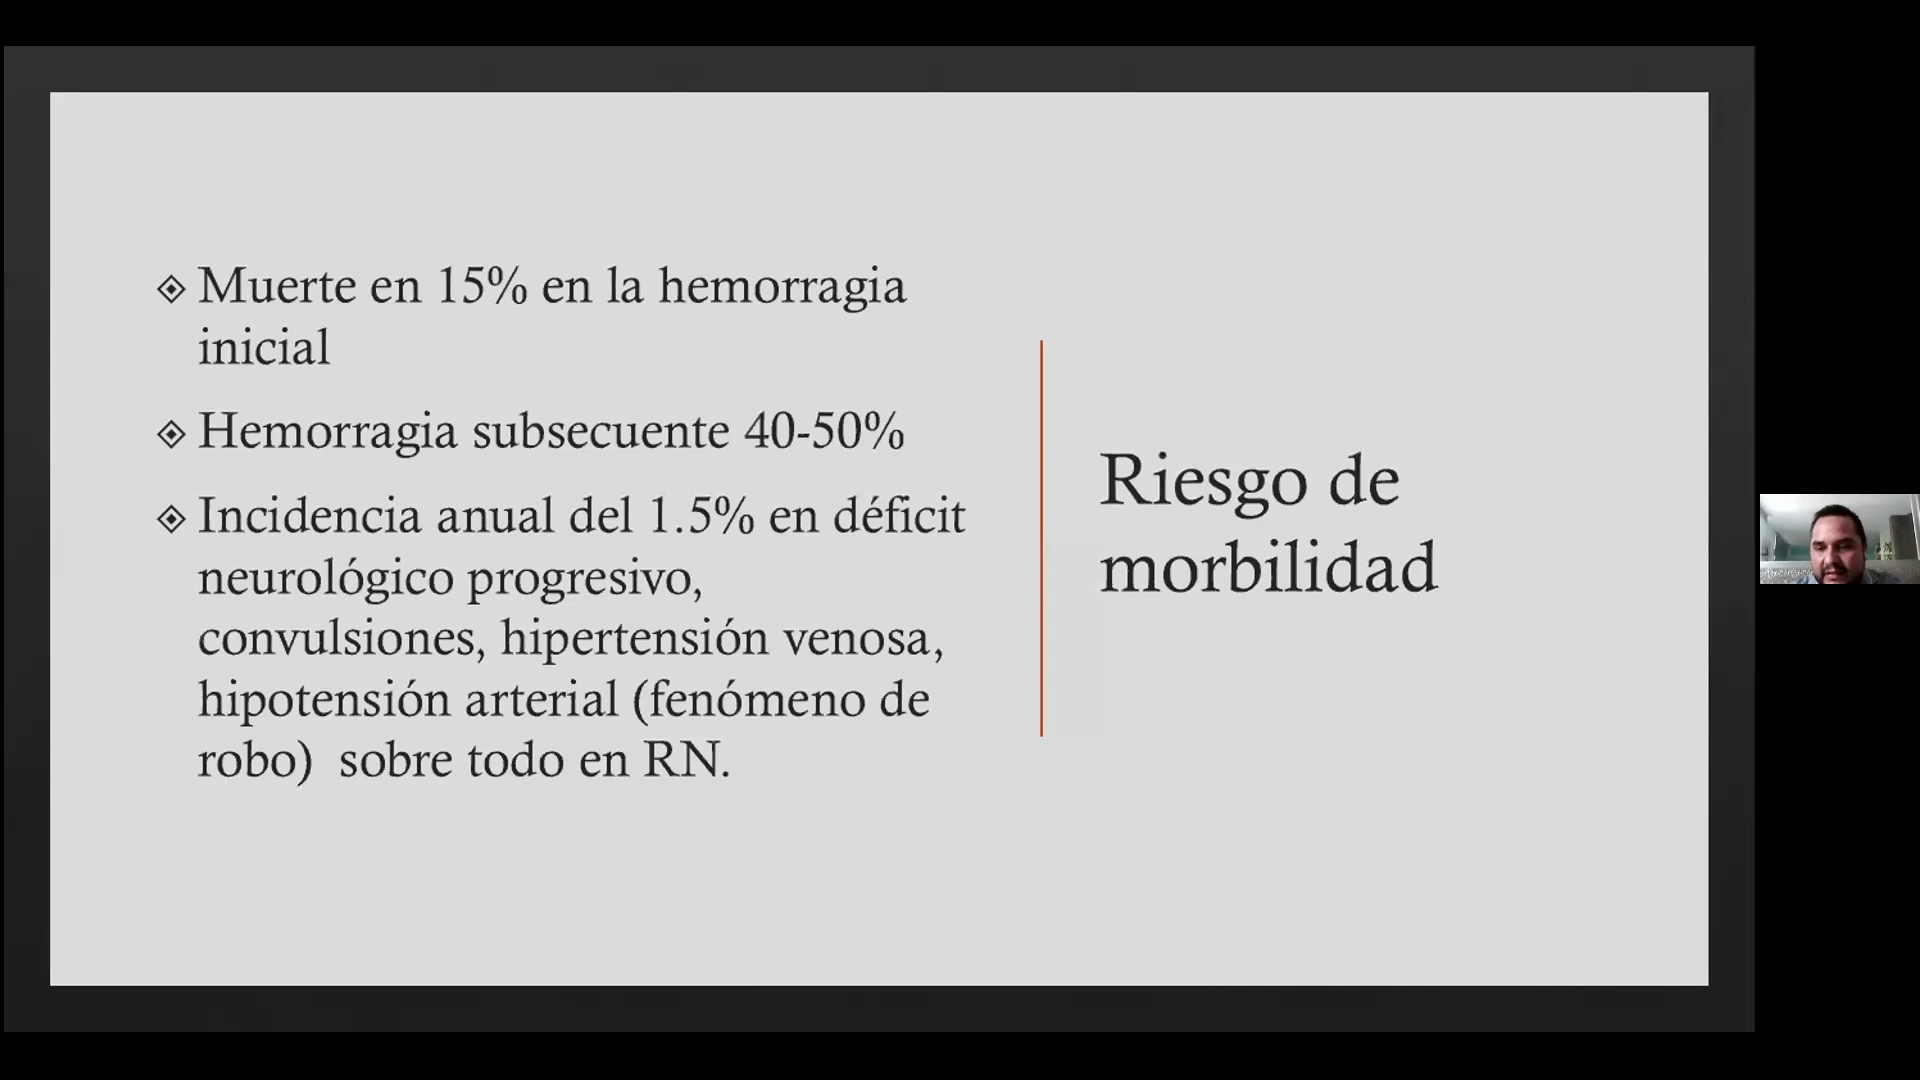 Muerte en 15% en la hemorragia
inicial
Hemorragia subsecuente 40-50%
Incidencia anual del 1.5% en déficit
neurológico progresivo,
convulsiones, hipertensión venosa,
hipotensión arterial (fenómeno de
robo)  sobre todo en RN.
Riesgo de
morbilidad